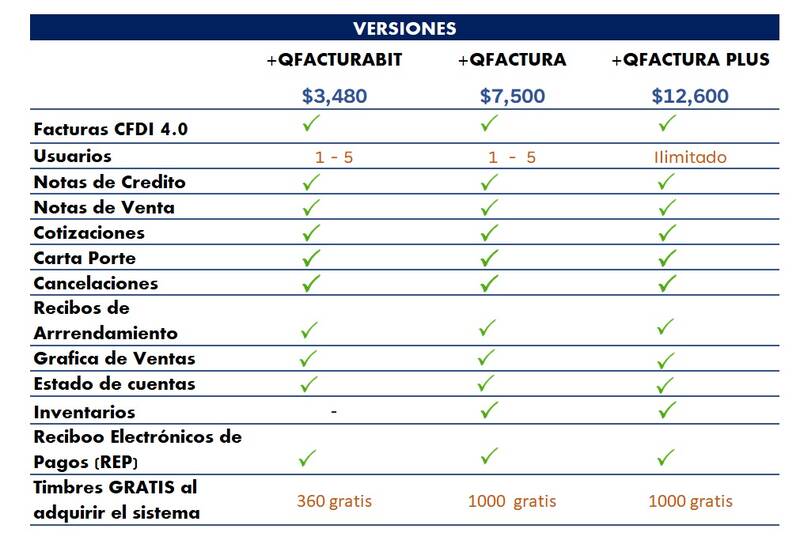 VERSIONES
+QFACTURABIT +QFACTURA +QFACTURA PLUS
$3,480 $7,500 $12,600
Facturas CFDI 4.0 ✓ ✓ ✓
Usuarios 1 - 5 1 - 5 Ilimitado
Notas de Credito ✓ ✓ ✓
Notas de Venta ✓ ✓ ✓
Cotizaciones ✓ ✓ ✓
Carta Porte ✓ ✓ ✓
Cancelaciones ✓ ✓ ✓
Recibos de
Arrrendamiento ✓ ✓ ✓
Grafica de Ventas ✓ ✓ ✓
Estado de cuentas ✓ ✓ ✓
Inventarios - ✓ ✓
Reciboo Electrónicos de
Pagos (REP) ✓ ✓ ✓
Timbres GRATIS al
adquirir el sistema 360 gratis 1000 gratis 1000 gratis